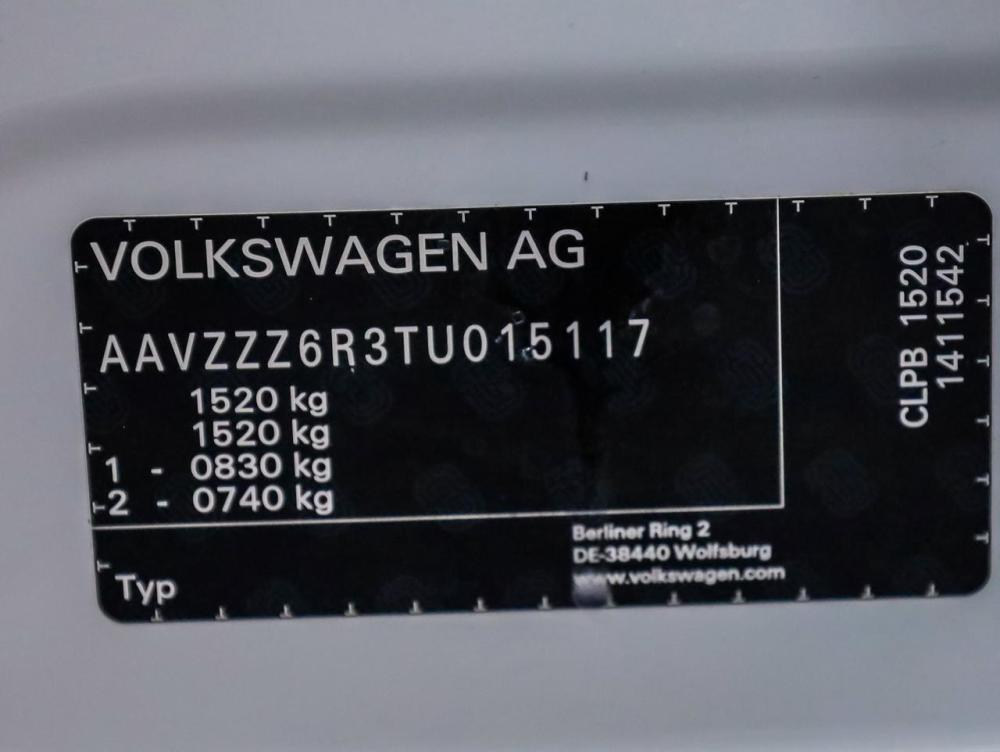 VOLKSWAGEN AG
AAVZZZ6R3TU015117
1520 kg
1520 kg
1 - 0830 kg
2 - 0740 kg
Typ
Berliner Ring 2
DE-38440 Wolfsburg
www.volkswagen.com
CLPB 1520
1411542